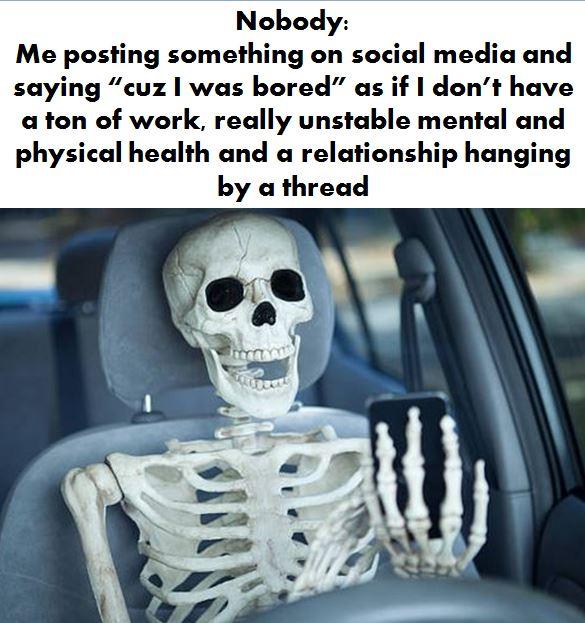 Nobody:
Me posting something on social media and
saying “cuz I was bored” as if I don’t have
a ton of work, really unstable mental and
physical health and a relationship hanging
by a thread